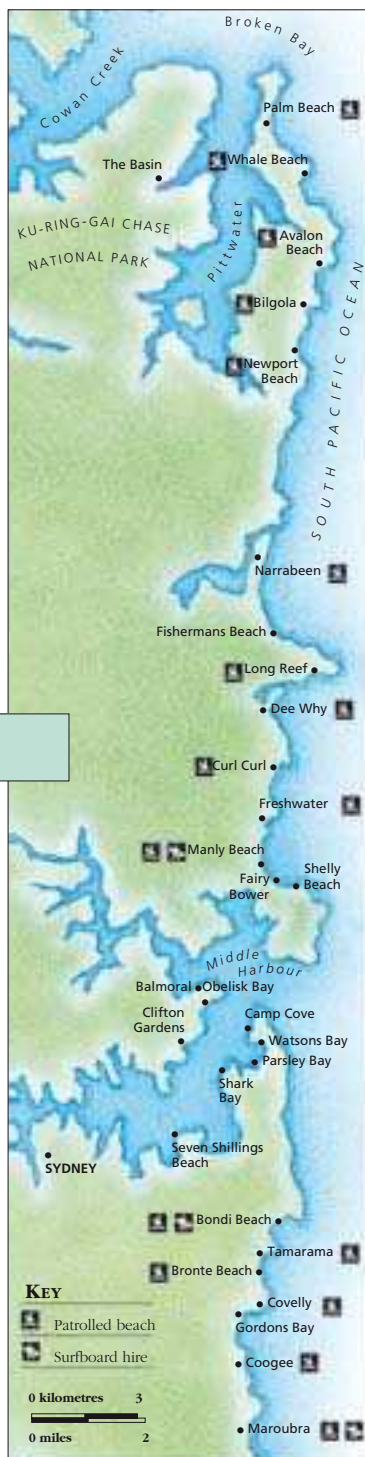 Broken Bay
Cowan Creek
Palm Beach
The Basin
Whale Beach
KU-RING-GAI CHASE
NATIONAL PARK
Pittwater
Avalon
Beach
SOUTH PACIFIC OCEAN
Bilgola
Newport
Beach
Narrabeen
Fishermans Beach
Long Reef
Dee Why
Curl Curl
Freshwater
Manly Beach
Fairy
Bower
Shelly
Beach
Middle
Harbour
Balmoral
Obelisk Bay
Clifton
Gardens
Camp Cove
Watsons Bay
Parsley Bay
Shark
Bay
Seven Shillings
Beach
SYDNEY
Bondi Beach
Tamarama
Bronte Beach
Covelly
Gordons Bay
Coogee
Maroubra
KEY
Patrolled beach
Surfboard hire
0 kilometres 3
0 miles 2